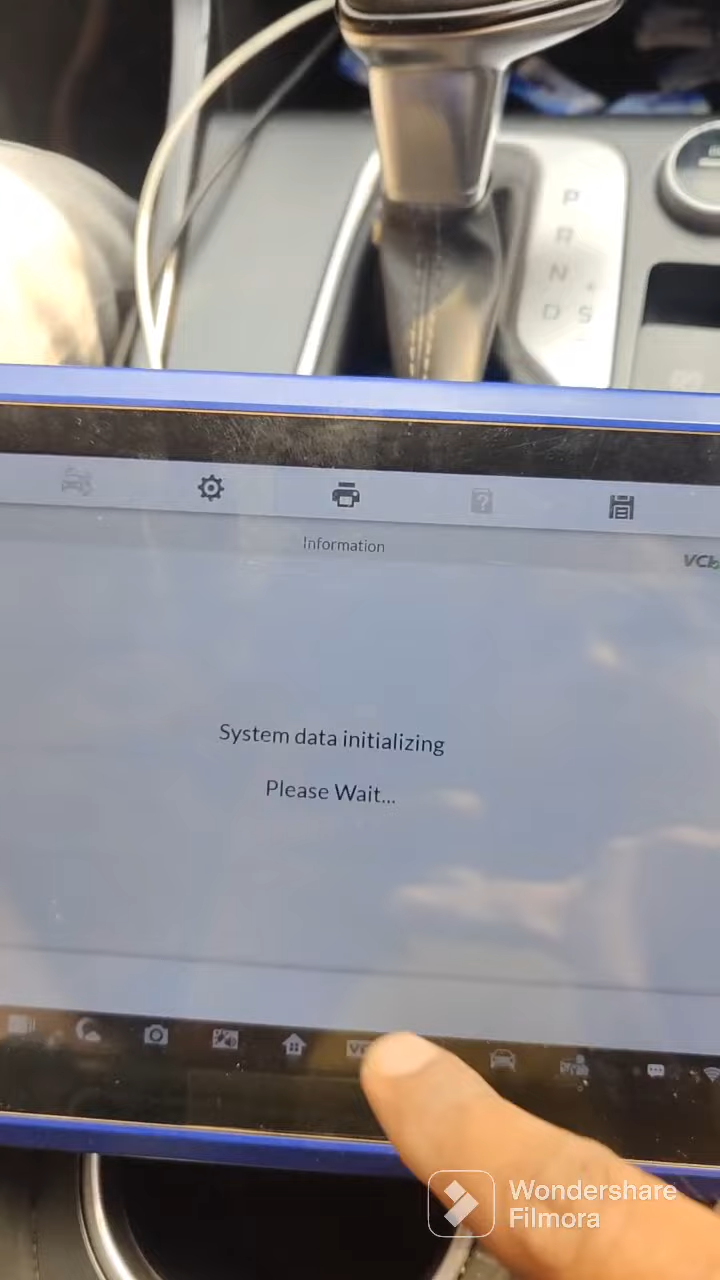 P
R
N
D S
Information
VCI
System data initializing
Please Wait...
Wondershare
Filmora